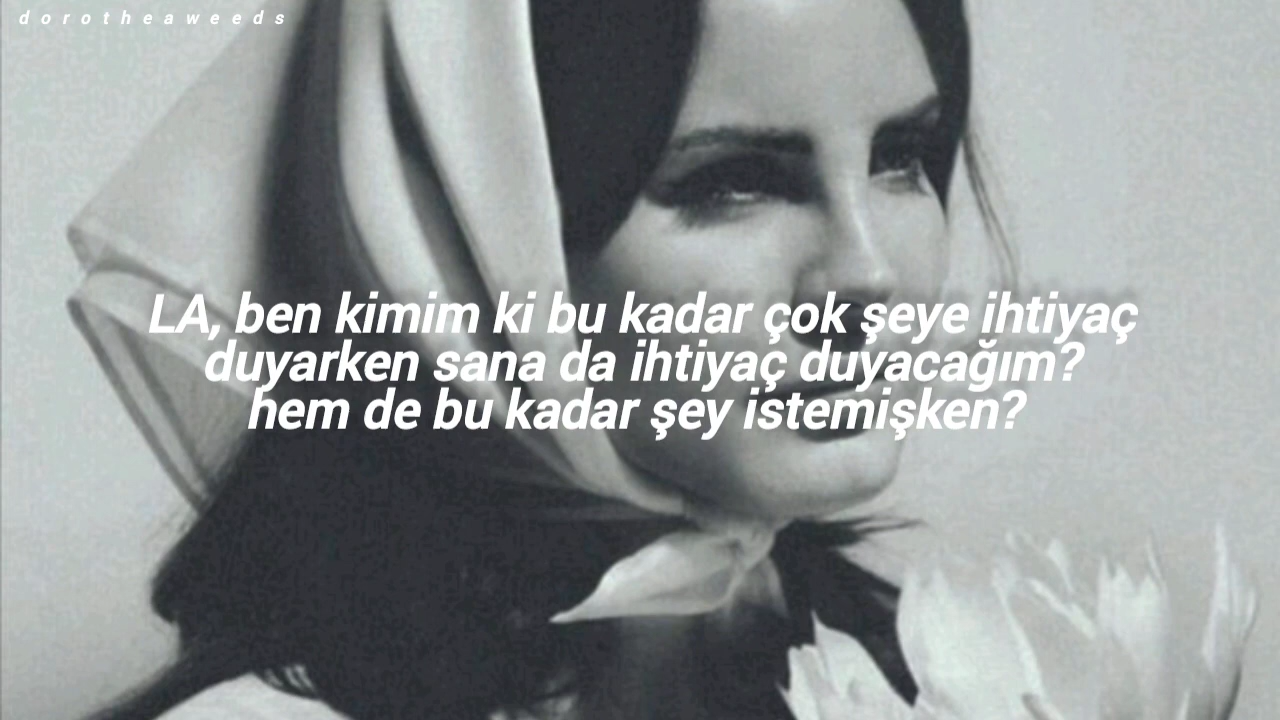 dorotheaweeds
LA, ben kimim ki bu kadar çok şeye ihtiyaç
duyarken sana da ihtiyaç duyacağım?
hem de bu kadar şey istemişken?